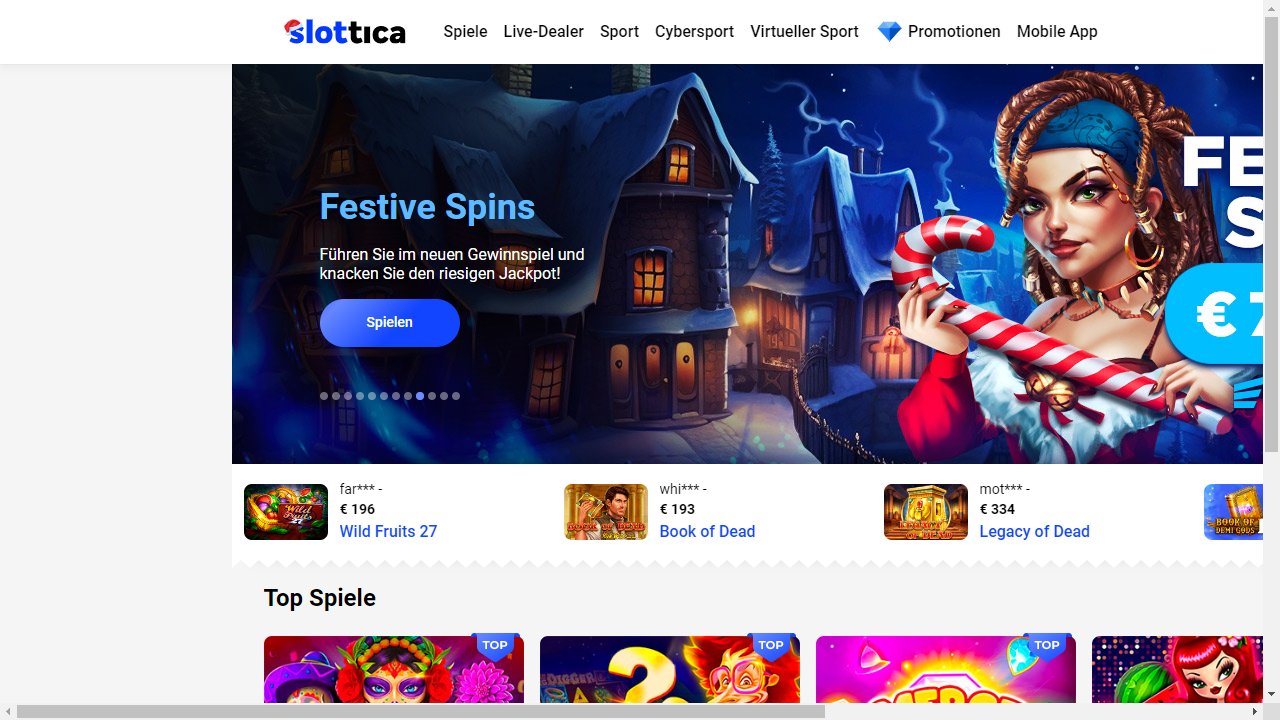 slottica
Spiele Live-Dealer Sport Cybersport Virtueller Sport Promotionen Mobile App
Festive Spins
Führen Sie im neuen Gewinnspiel und
knacken Sie den riesigen Jackpot!
Spielen
FE
S
€ 7
far*** -
€ 196
Wild Fruits 27
whi*** -
€ 193
Book of Dead
mot*** -
€ 334
Legacy of Dead
Top Spiele
TOP
TOP
TOP